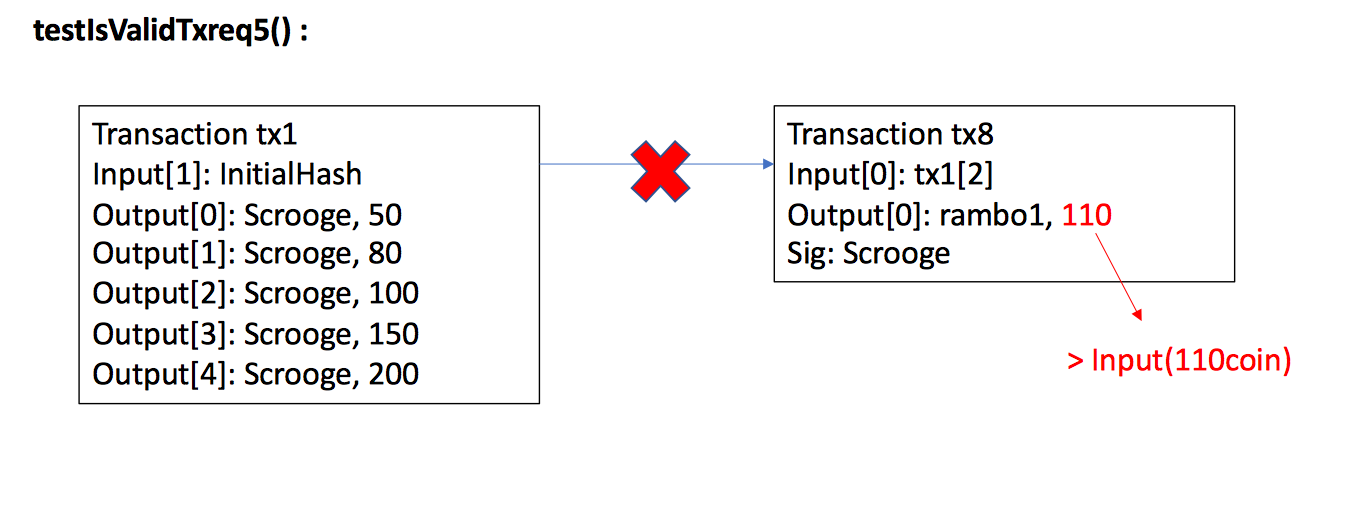 testIsValidTxreq5() :
Transaction tx1
Input[1]: InitialHash
Output[0]: Scrooge, 50
Output[1]: Scrooge, 80
Output[2]: Scrooge, 100
Output[3]: Scrooge, 150
Output[4]: Scrooge, 200
Transaction tx8
Input[0]: tx1[2]
Output[0]: rambo1, 110
Sig: Scrooge
> Input(110coin)